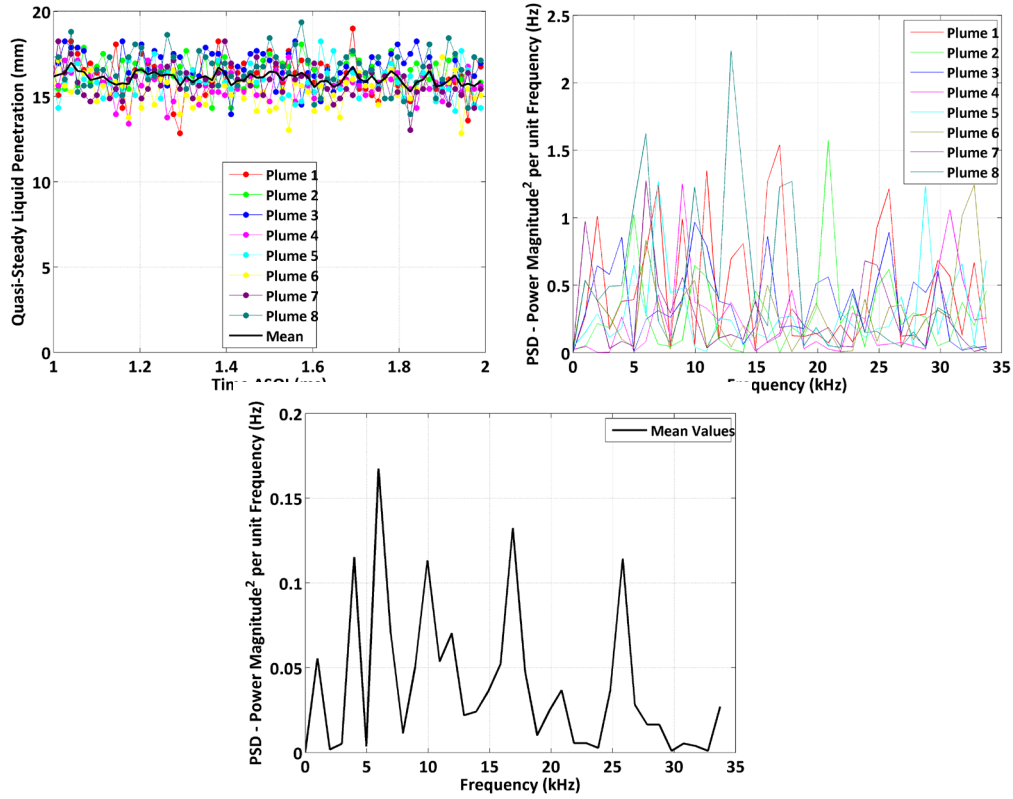 Quasi-Steady Liquid Penetration (mm)
20
15
10
5
0
1
1.2
1.4
1.6
1.8
2
Plume 1
Plume 2
Plume 3
Plume 4
Plume 5
Plume 6
Plume 7
Plume 8
Mean
PSD - Power Magnitude² per unit Frequency (Hz)
2.5
2
1.5
1
0.5
0
0
5
10
15
20
25
30
35
Frequency (kHz)
Plume 1
Plume 2
Plume 3
Plume 4
Plume 5
Plume 6
Plume 7
Plume 8
PSD - Power Magnitude² per unit Frequency (Hz)
0.2
0.15
0.1
0.05
0
0
5
10
15
20
25
30
35
Frequency (kHz)
Mean Values